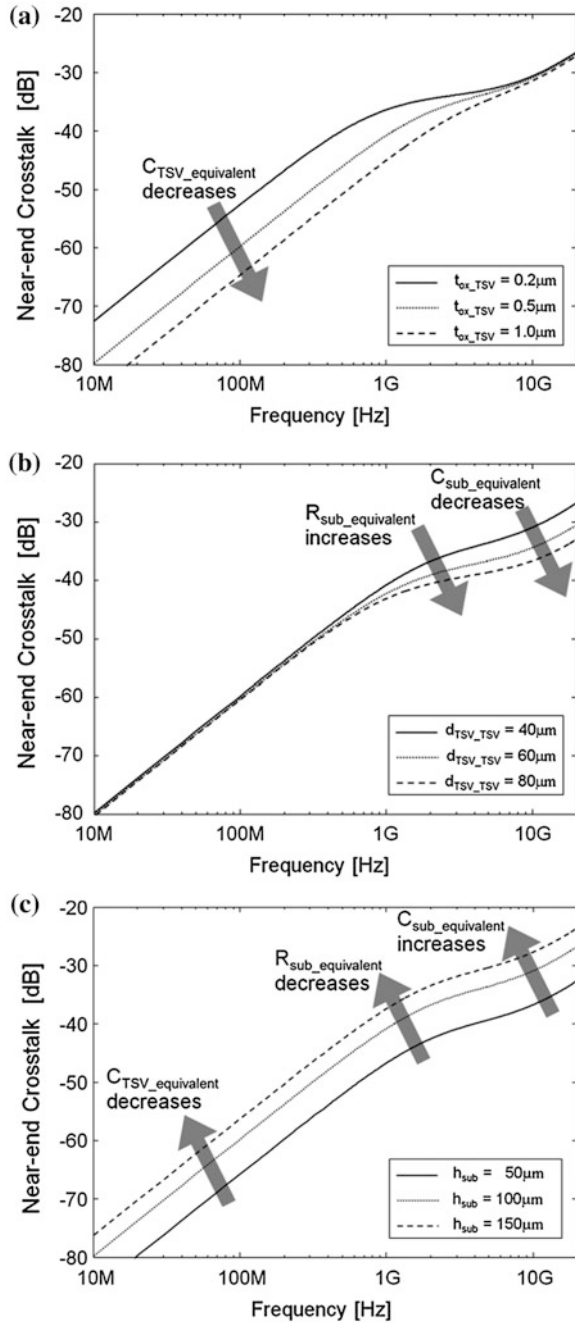 (a)
-20
-30
-40
-50
-60
-70
-80
Near-end Crosstalk [dB]
C_TSV_equivalent
decreases
t_ox_TSV = 0.2μm
t_ox_TSV = 0.5μm
t_ox_TSV = 1.0μm
10M 100M 1G 10G
Frequency [Hz]
(b)
-20
-30
-40
-50
-60
-70
-80
Near-end Crosstalk [dB]
C_sub_equivalent
decreases
R_sub_equivalent
increases
d_TSV_TSV = 40μm
d_TSV_TSV = 60μm
d_TSV_TSV = 80μm
10M 100M 1G 10G
Frequency [Hz]
(c)
-20
-30
-40
-50
-60
-70
-80
Near-end Crosstalk [dB]
C_sub_equivalent
increases
R_sub_equivalent
decreases
C_TSV_equivalent
decreases
h_sub = 50μm
h_sub = 100μm
h_sub = 150μm
10M 100M 1G 10G
Frequency [Hz]